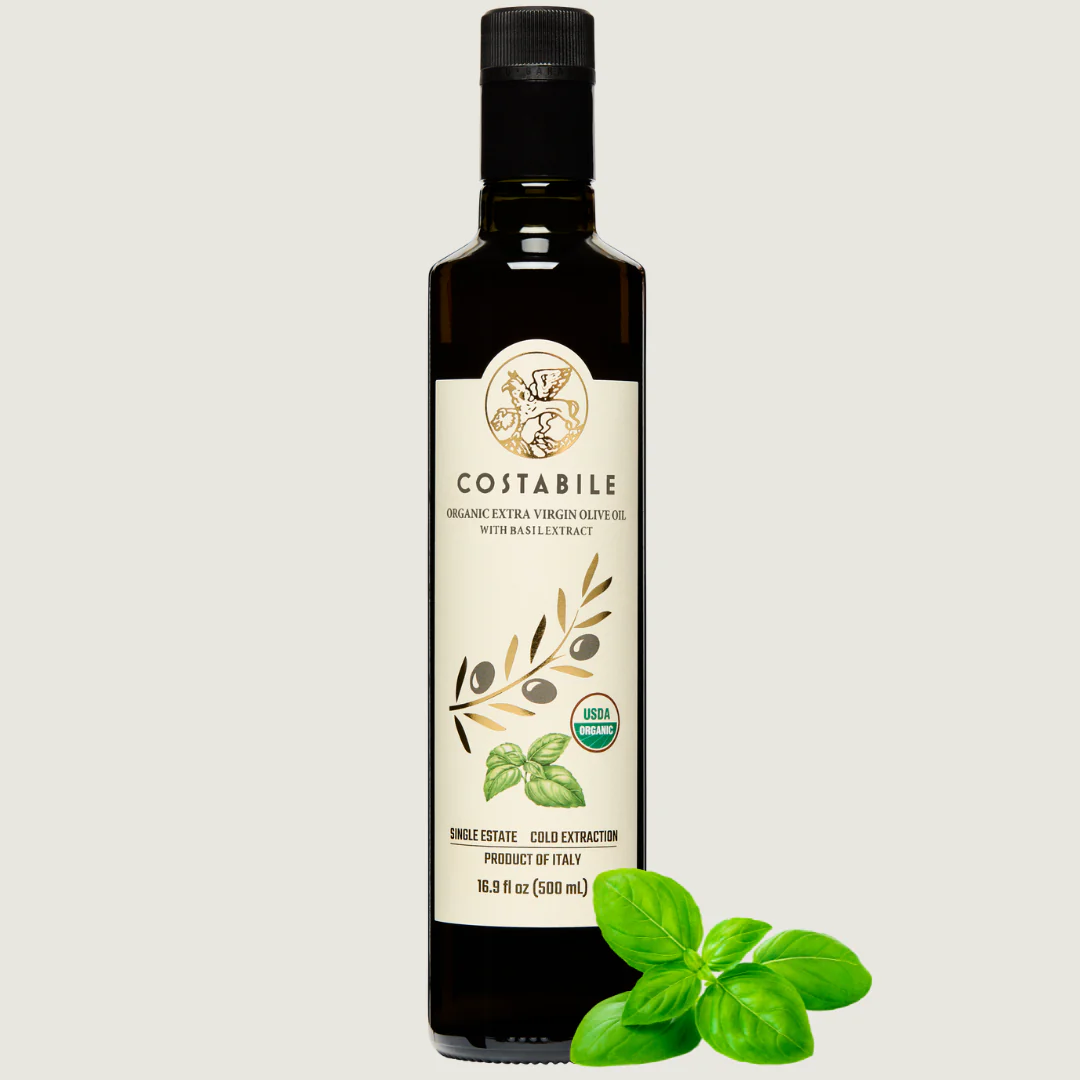 COSTABILE
ORGANIC EXTRA VIRGIN OLIVE OIL
WITH BASIL EXTRACT
USDA
ORGANIC
SINGLE ESTATE COLD EXTRACTION
PRODUCT OF ITALY
16.9 fl oz (500 mL)